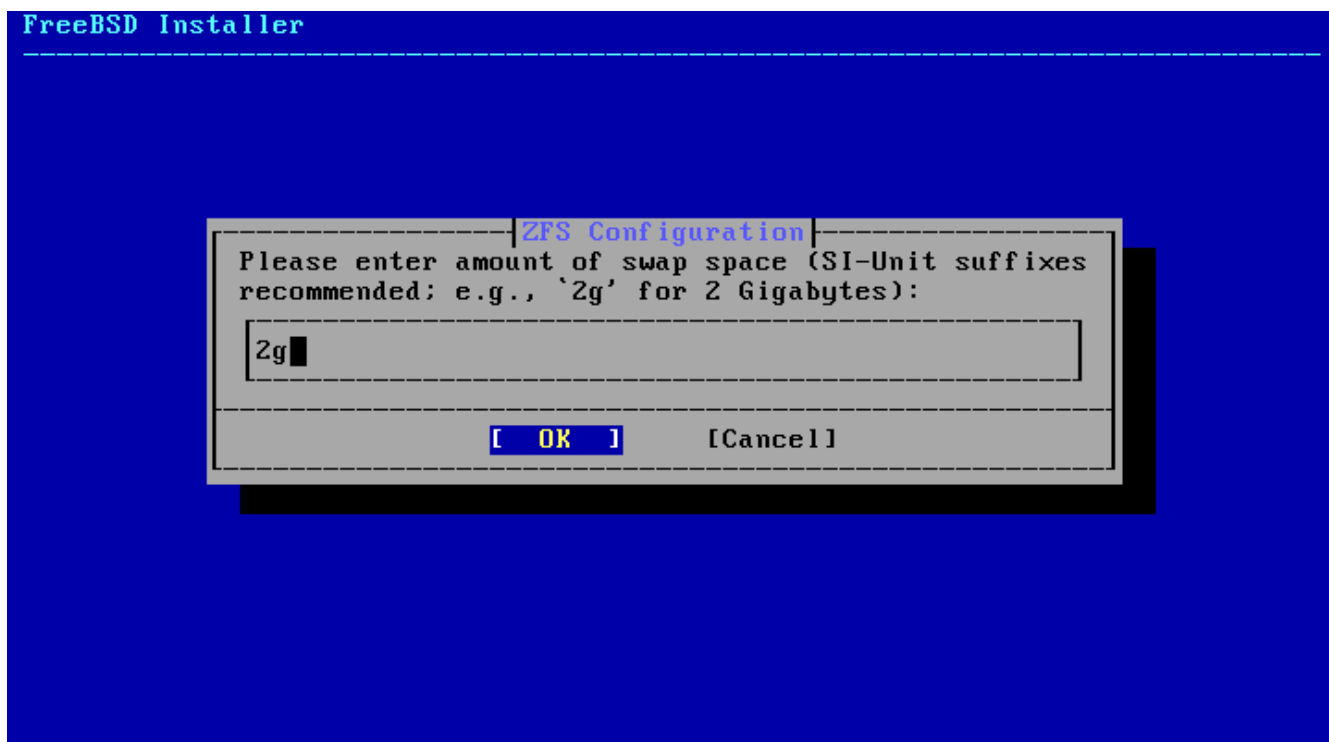 FreeBSD Installer
ZFS Configuration
Please enter amount of swap space (SI-Unit suffixes
recommended; e.g., `2g' for 2 Gigabytes):
2g
[ OK ] [Cancel]